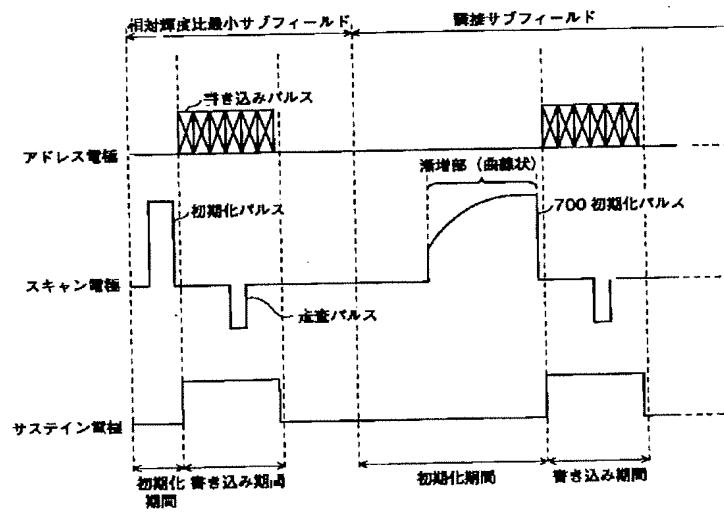 相対輝度比最小サブフィールド
隣接サブフィールド
書き込みパルス
アドレス電極
漸増部（曲線状）
初期化パルス
700 初期化パルス
スキャン電極
走査パルス
サステイン電極
初期化
期間
書き込み期間
初期化期間
書き込み期間